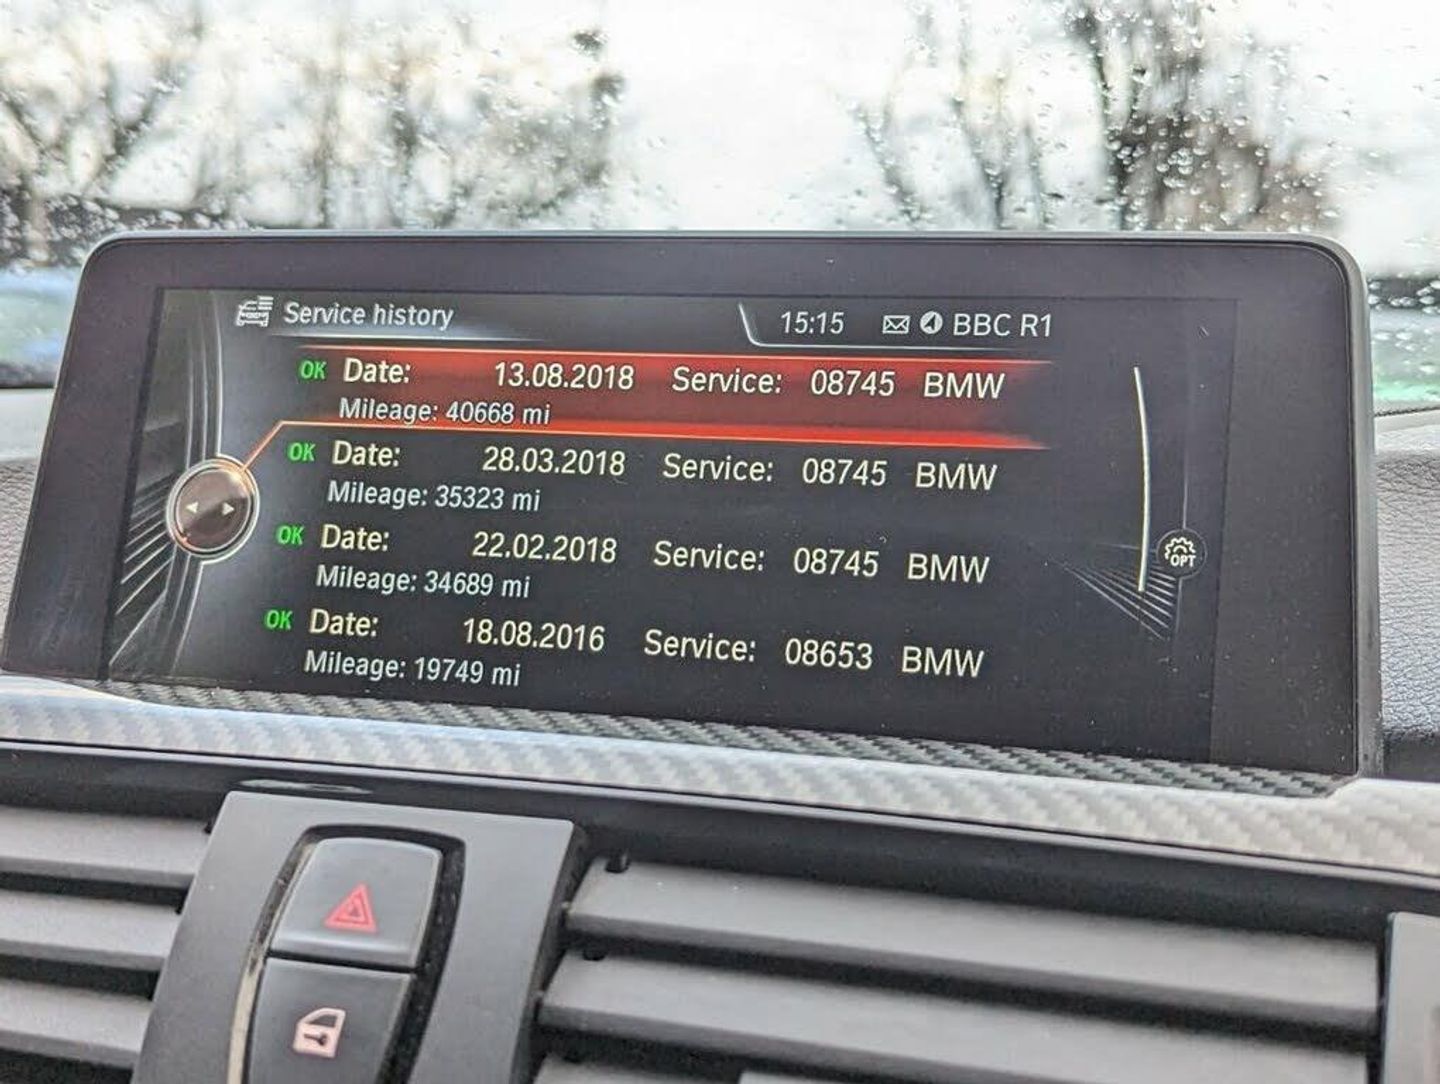 Service history 15:15 BBC R1
OK Date: 13.08.2018 Service: 08745 BMW
Mileage: 40668 mi
OK Date: 28.03.2018 Service: 08745 BMW
Mileage: 35323 mi
OK Date: 22.02.2018 Service: 08745 BMW
Mileage: 34689 mi
OPT
OK Date: 18.08.2016 Service: 08653 BMW
Mileage: 19749 mi